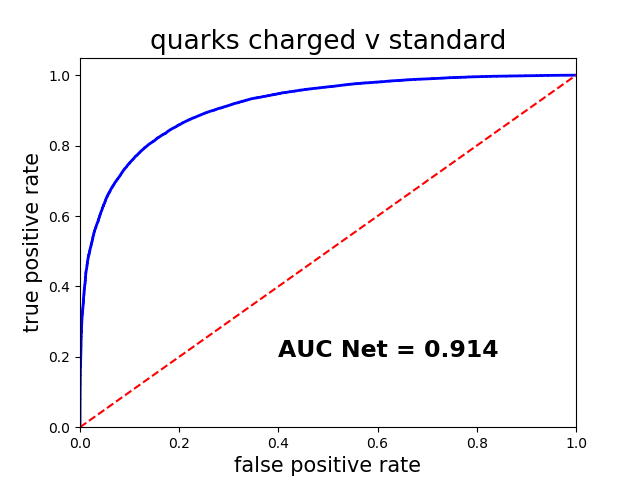 quarks charged v standard
true positive rate
1.0
0.8
0.6
0.4
0.2
0.0
AUC Net = 0.914
0.0 0.2 0.4 0.6 0.8 1.0
false positive rate